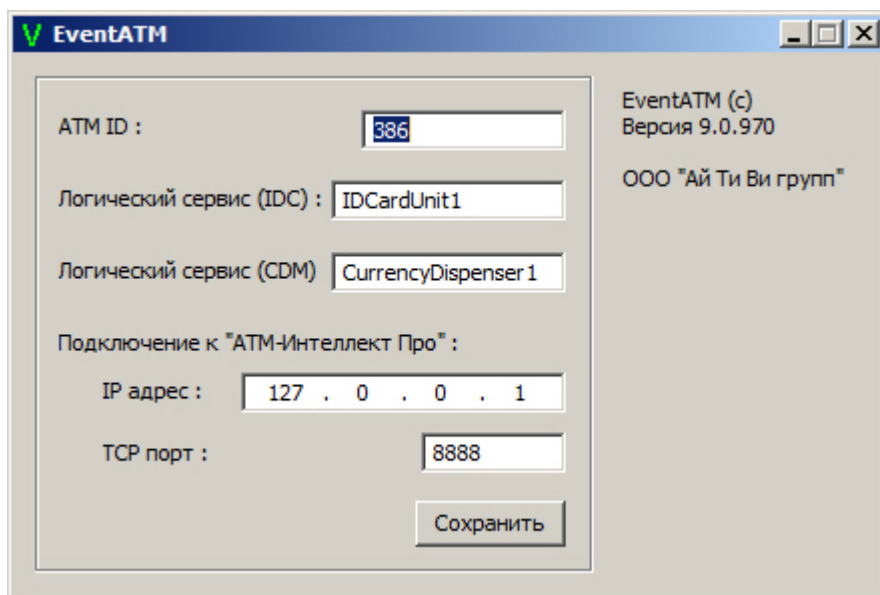 EventATM
ATM ID :
386
Логический сервис (IDC) :
IDCardUnit1
Логический сервис (CDM)
CurrencyDispenser1
Подключение к "АТМ-Интеллект Про" :
IP адрес :
127 . 0 . 0 . 1
TCP порт :
8888
Сохранить
EventATM (c)
Версия 9.0.970
ООО "Ай Ти Ви групп"